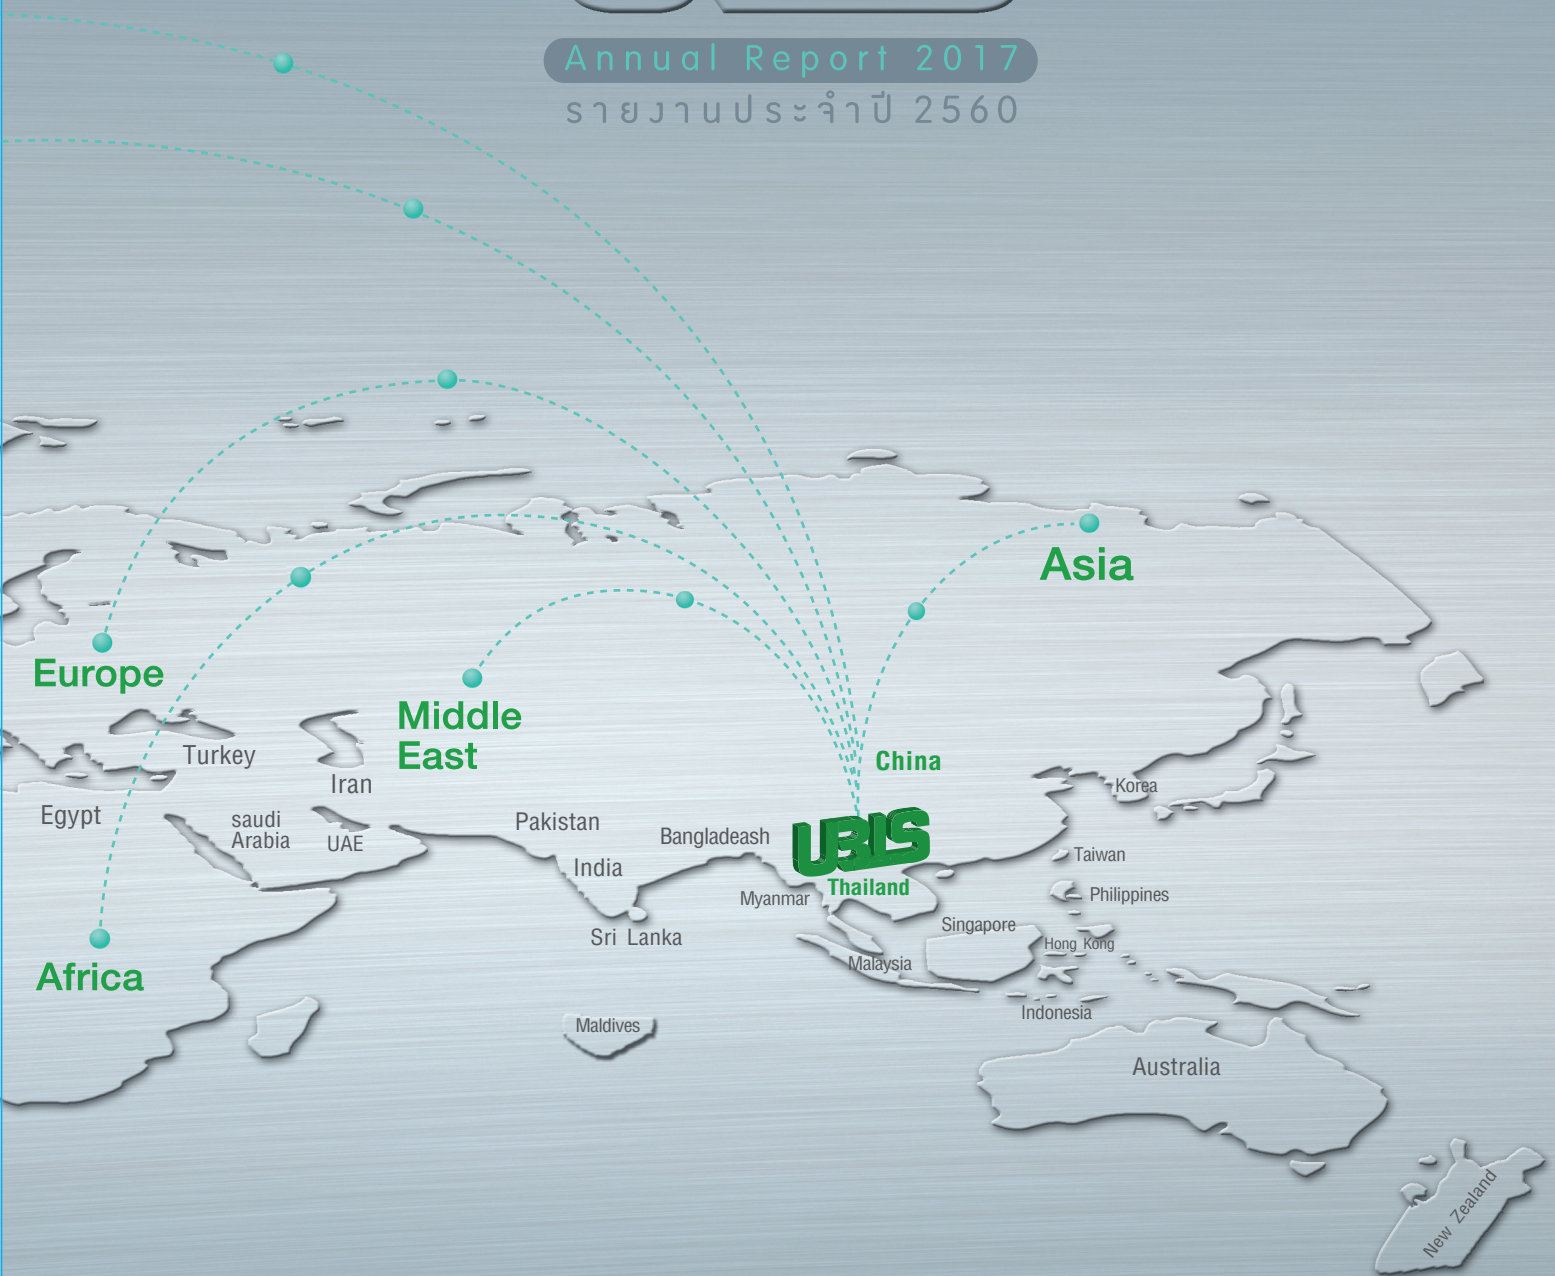 Annual Report 2017
รายงานประจำปี 2560
Asia
Europe
Middle
East
Turkey
Iran
China
Korea
Egypt
saudi
Arabia
UAE
Pakistan
Bangladeash
India
UBIS
Thailand
Taiwan
Myanmar
Philippines
Singapore
Sri Lanka
Hong Kong
Malaysia
Africa
Indonesia
Maldives
Australia
New Zealand